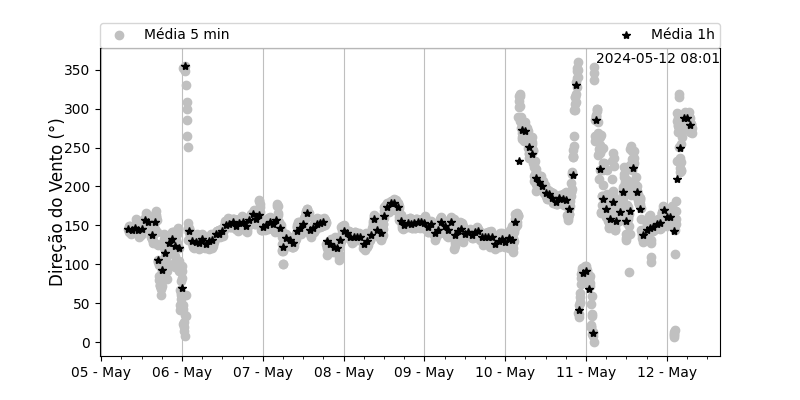 Média 5 min
Média 1h
2024-05-12 08:01
Direção do Vento (°)
350
300
250
200
150
100
50
0
05 - May
06 - May
07 - May
08 - May
09 - May
10 - May
11 - May
12 - May